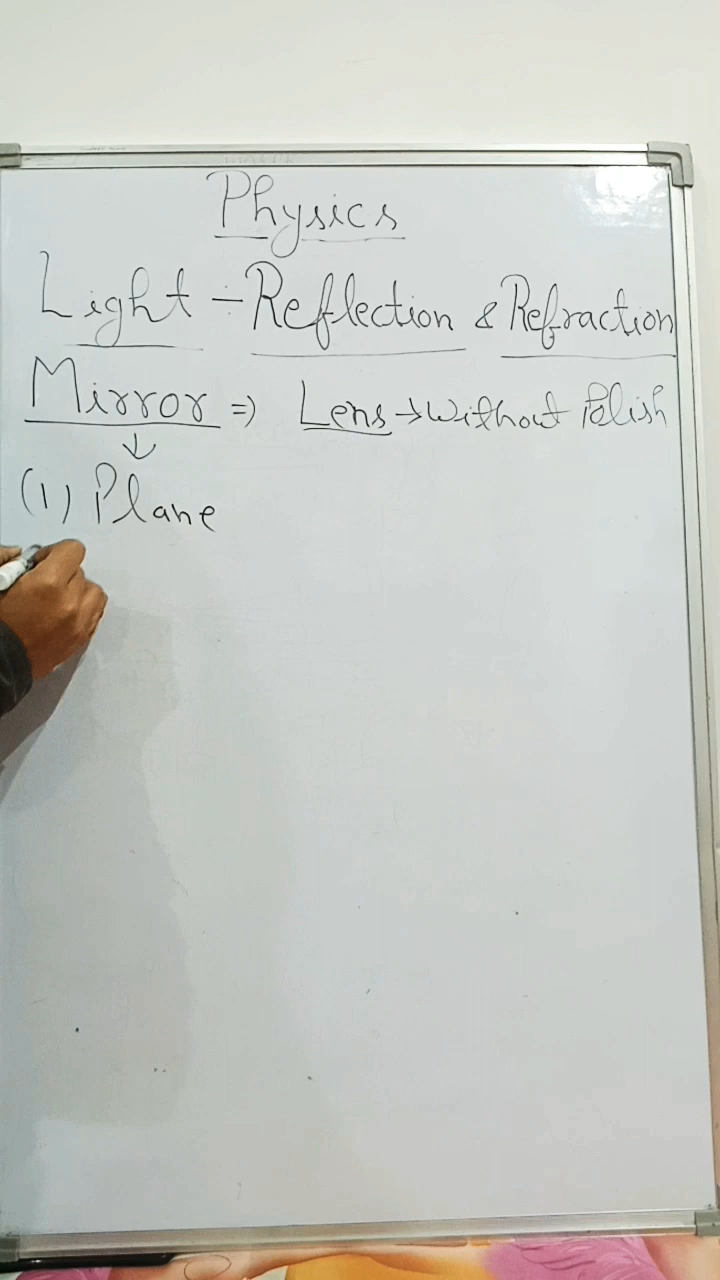 Physics
Light :- Reflection & Refraction
Mirror => Lens → Without Polish
↓
(1) Plane